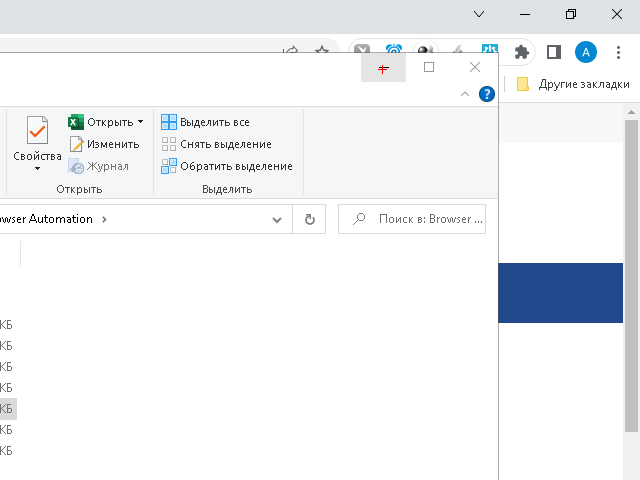 A
Другие закладки
Свойства
Открыть
Изменить
Журнал
Открыть
Выделить все
Снять выделение
Обратить выделение
Выделить
?
owser Automation
Поиск в: Browser ...
КБ
КБ
КБ
КБ
КБ
КБ
КБ